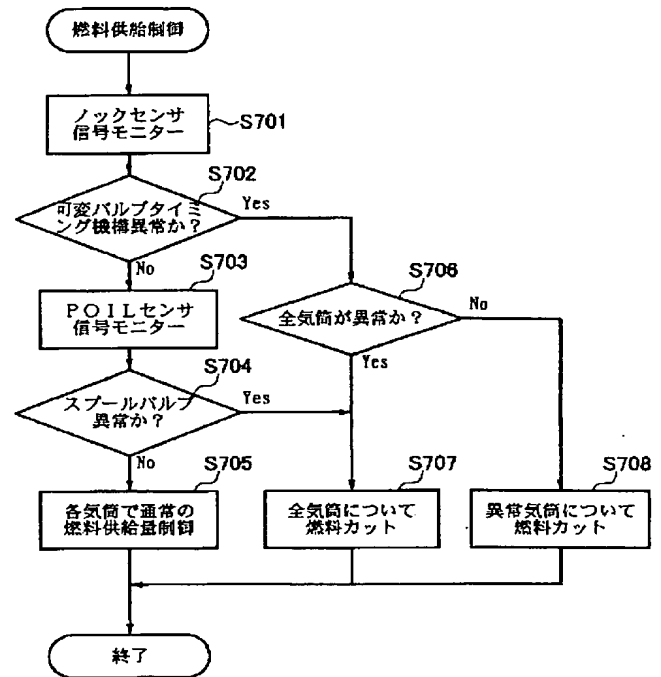 燃料供給制御
ノックセンサ
信号モニター
S701
S702
可変バルブタイミ
ング機構異常か？
Yes
No
S703
POILセンサ
信号モニター
S706
全気筒が異常か？
No
Yes
S704
スプールバルブ
異常か？
Yes
No
S705
各気筒で通常の
燃料供給量制御
S707
全気筒について
燃料カット
S708
異常気筒について
燃料カット
終了